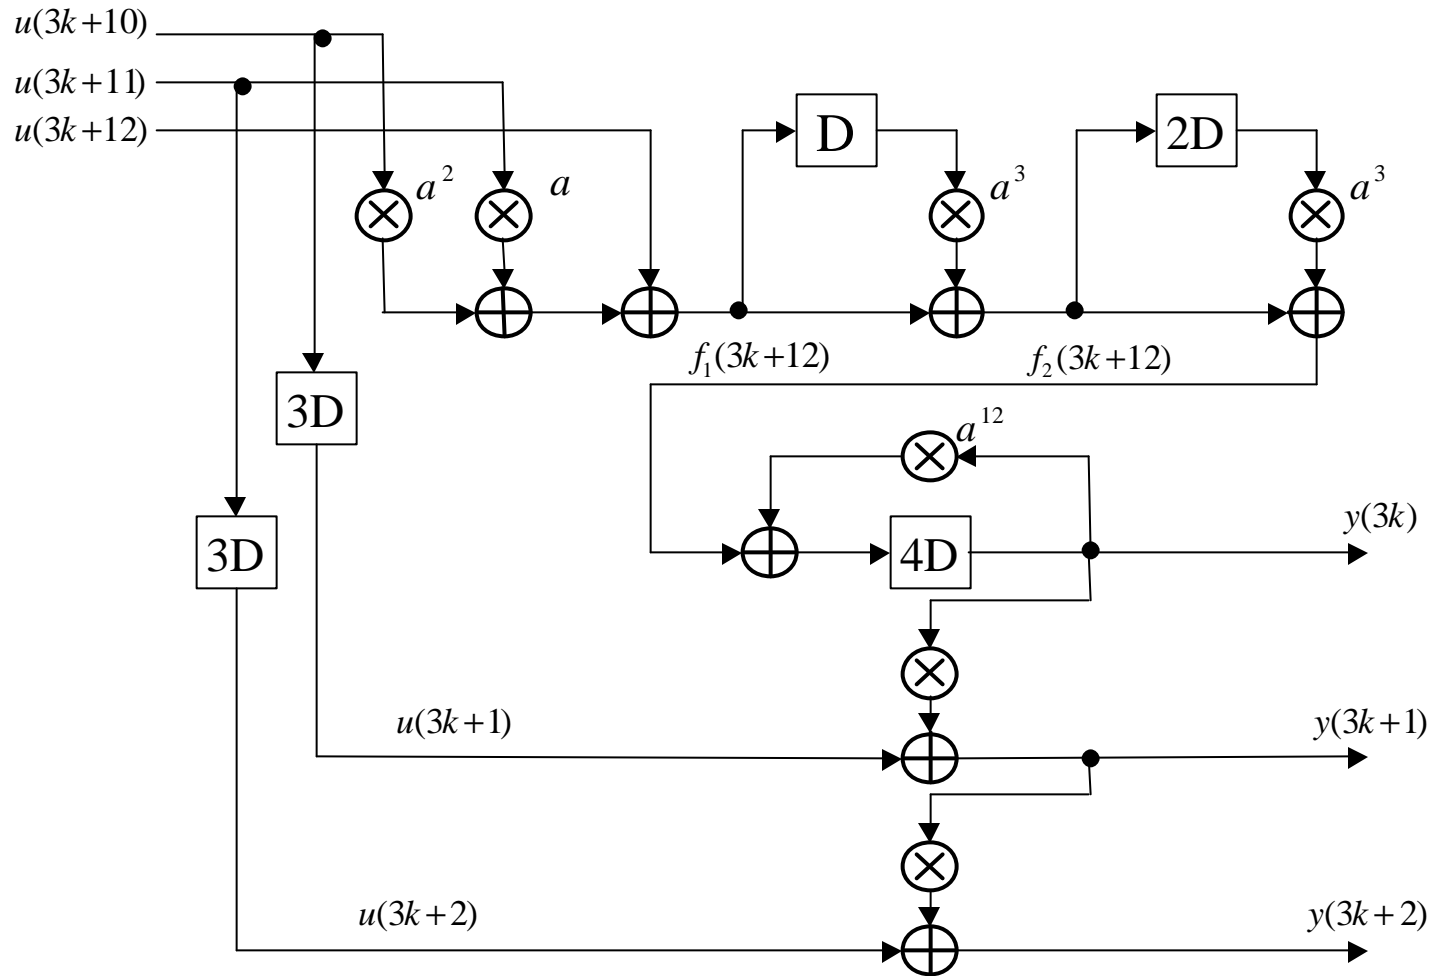 u(3k+10)
u(3k+11)
u(3k+12)
D
2D
a²
a
a³
a³
f₁(3k+12)
f₂(3k+12)
3D
a¹²
y(3k)
3D
4D
u(3k+1)
y(3k+1)
u(3k+2)
y(3k+2)